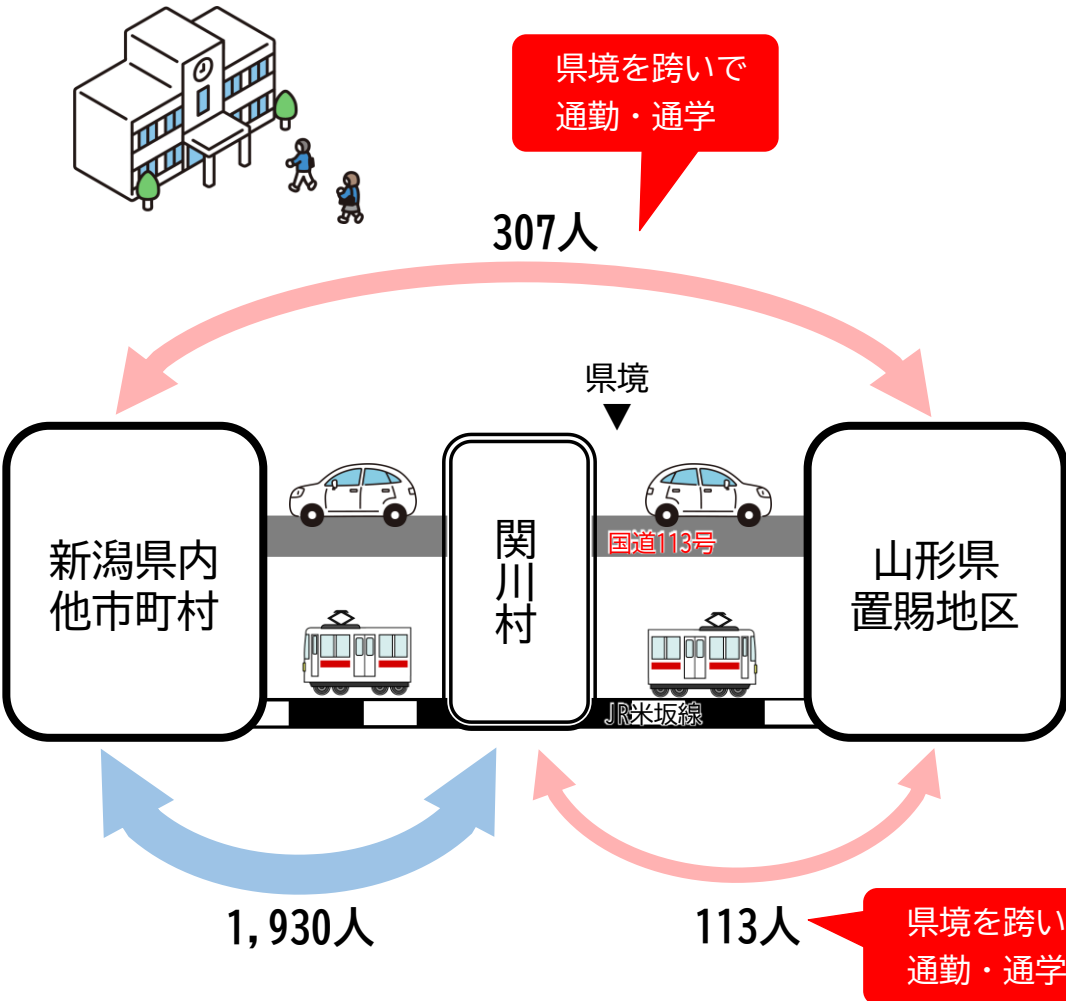 県境を跨いで
通勤・通学
307人
県境
新潟県内
他市町村
関川村
国道113号
山形県
置賜地区
JR米坂線
1,930人
113人
県境を跨い
通勤・通学